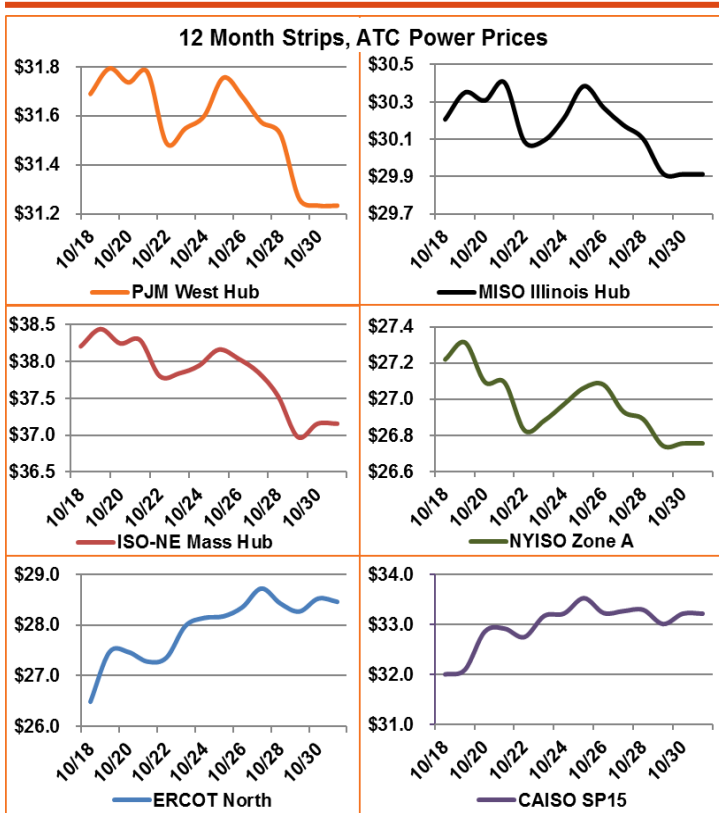 12 Month Strips, ATC Power Prices
$31.8
$31.6
$31.4
$31.2
10/18 10/20 10/22 10/24 10/26 10/28 10/30
PJM West Hub
$30.5
$30.3
$30.1
$29.9
$29.7
10/18 10/20 10/22 10/24 10/26 10/28 10/30
MISO Illinois Hub
$38.5
$38.0
$37.5
$37.0
$36.5
10/18 10/20 10/22 10/24 10/26 10/28 10/30
ISO-NE Mass Hub
$27.4
$27.2
$27.0
$26.8
$26.6
10/18 10/20 10/22 10/24 10/26 10/28 10/30
NYISO Zone A
$29.0
$28.0
$27.0
$26.0
10/18 10/20 10/22 10/24 10/26 10/28 10/30
ERCOT North
$34.0
$33.0
$32.0
$31.0
10/18 10/20 10/22 10/24 10/26 10/28 10/30
CAISO SP15